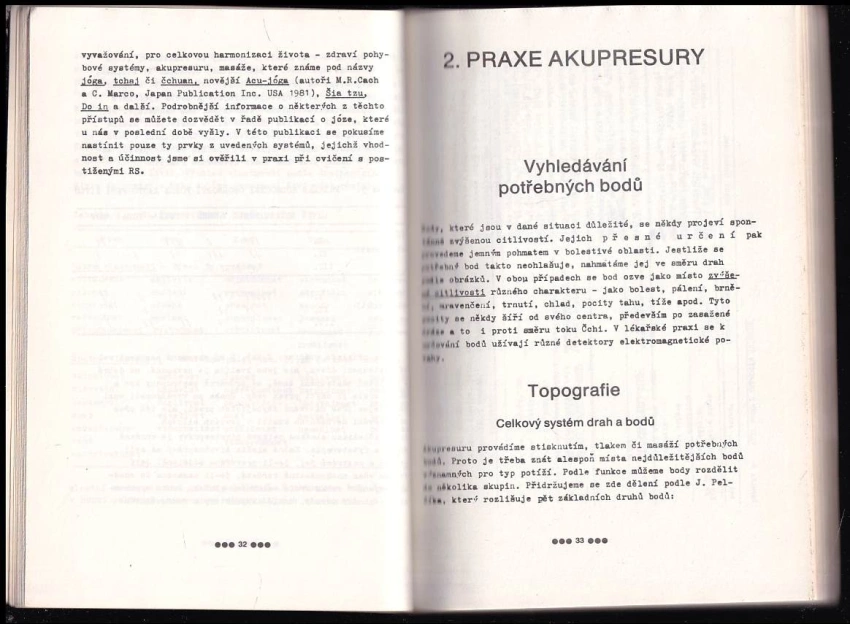 vyvažování, pro celkovou harmonizaci života - zdraví pohy-
bové systémy, akupresuru, masáže, které známe pod názvy
jóga, tchaj či čchuan, novější Acu-jóga (autoři M.R.Cach
a C. Marco, Japan Publication Inc. USA 1981), Šia tzu,
Do in a další. Podrobnější informace o některých z těchto
přístupů se můžete dozvědět v řadě publikací o józe, které
u nás v poslední době vyšly. V této publikaci se pokusíme
nastínit pouze ty prvky z uvedených systémů, jejichž vhod-
nost a účinnost jsme si ověřili v praxi při cvičení s pos-
tiženými RS.
●●● 32 ●●●
2. PRAXE AKUPRESURY
Vyhledávání
potřebných bodů
které jsou v dané situaci důležité, se někdy projeví spon-
zvýšenou citlivostí. Jejich p ř e s n é u r č e n í pak
jemným pohmatem v bolestivé oblasti. Jestliže se
bod takto neohlašuje, nahmatáme jej ve směru drah
obrázků. V obou případech se bod ozve jako místo zvýše-
citlivosti různého charakteru - jako bolest, pálení, brně-
mravenčení, trnutí, chlad, pocity tahu, tíže apod. Tyto
se někdy šíří od svého centra, především po zasažené
a to i proti směru toku Čchi. V lékařské praxi se k
bodů užívají různé detektory elektromagnetické po-
Topografie
Celkový systém drah a bodů
Akupresuru provádíme stisknutím, tlakem či masáží potřebných
bodů. Proto je třeba znát alespoň místa nejdůležitějších bodů
pro typ potíží. Podle funkce můžeme body rozdělit
do několika skupin. Přidržujeme se zde dělení podle J. Pel-
který rozlišuje pět základních druhů bodů:
●●● 33 ●●●